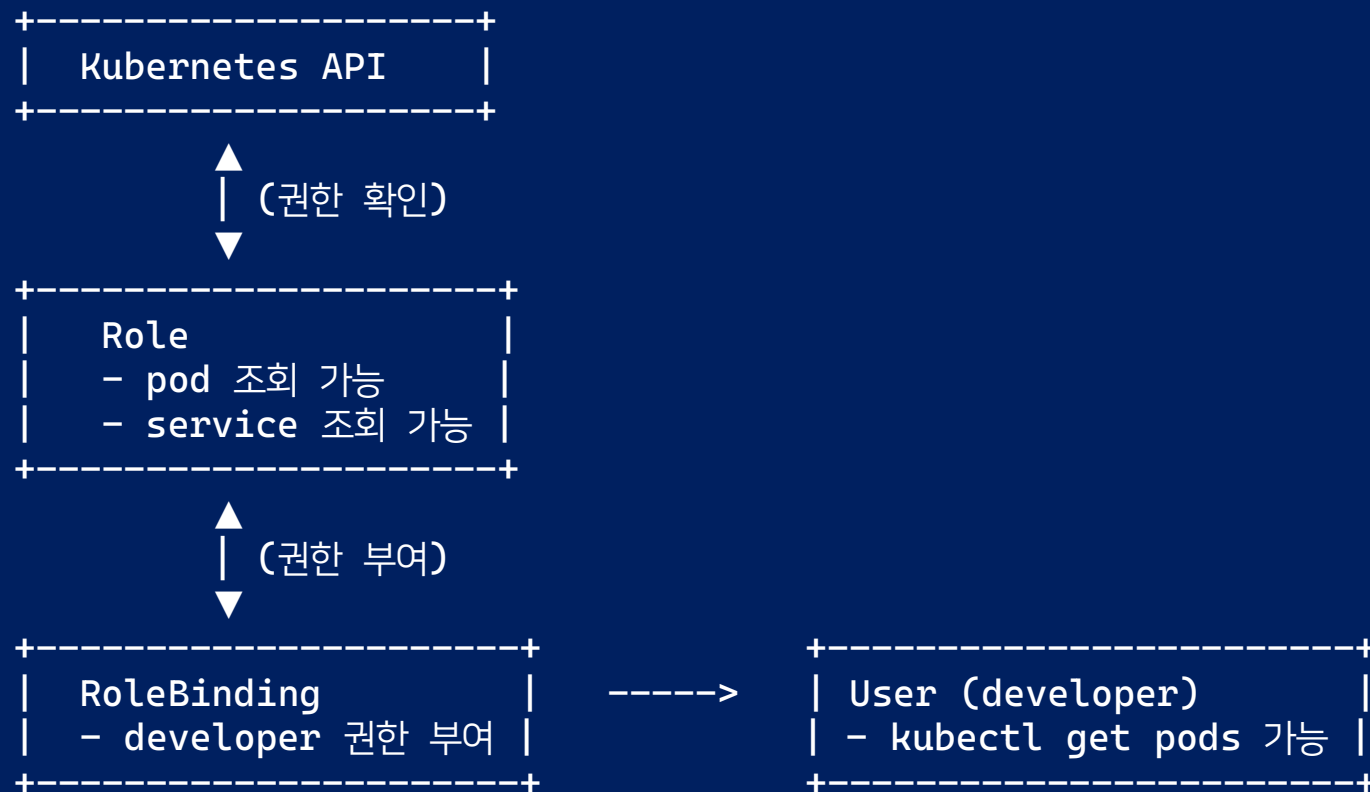 +---------------------+
|  Kubernetes API    |
+---------------------+
▲
| (권한 확인)
▼
+----------------------+
|   Role              |
|   - pod 조회 가능     |
|   - service 조회 가능 |
+----------------------+
▲
| (권한 부여)
▼
+-----------------------+            +-------------------------+
|  RoleBinding         |   ----->   | User (developer)       |
|  - developer 권한 부여 |            | - kubectl get pods 가능 |
+-----------------------+            +-------------------------+